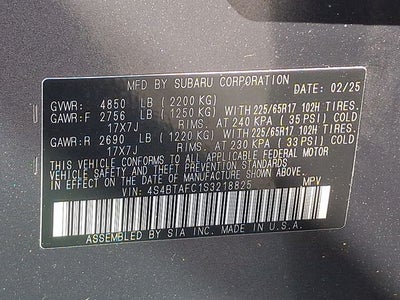 MFD BY SUBARU CORPORATION DATE: 02/25
GVWR: 4850 LB (2200 KG)
GAWR:F 2756 LB (1250 KG) WITH 225/65R17 102H TIRES.
17X7J RIMS. AT 240 KPA ( 35 PSI) COLD
GAWR:R 2690 LB (1220 KG) WITH 225/65R17 102H TIRES.
17X7J RIMS. AT 230 KPA ( 33 PSI) COLD
THIS VEHICLE CONFORMS TO ALL APPLICABLE FEDERAL MOTOR
VEHICLE SAFETY AND THEFT PREVENTION STANDARDS
IN EFFECT ON THE DATE OF MANUFACTURE SHOWN ABOVE.
VIN: 4S4BTAFC1S3218825 MPV
ASSEMBLED BY SIA INC. MADE IN U.S.A.